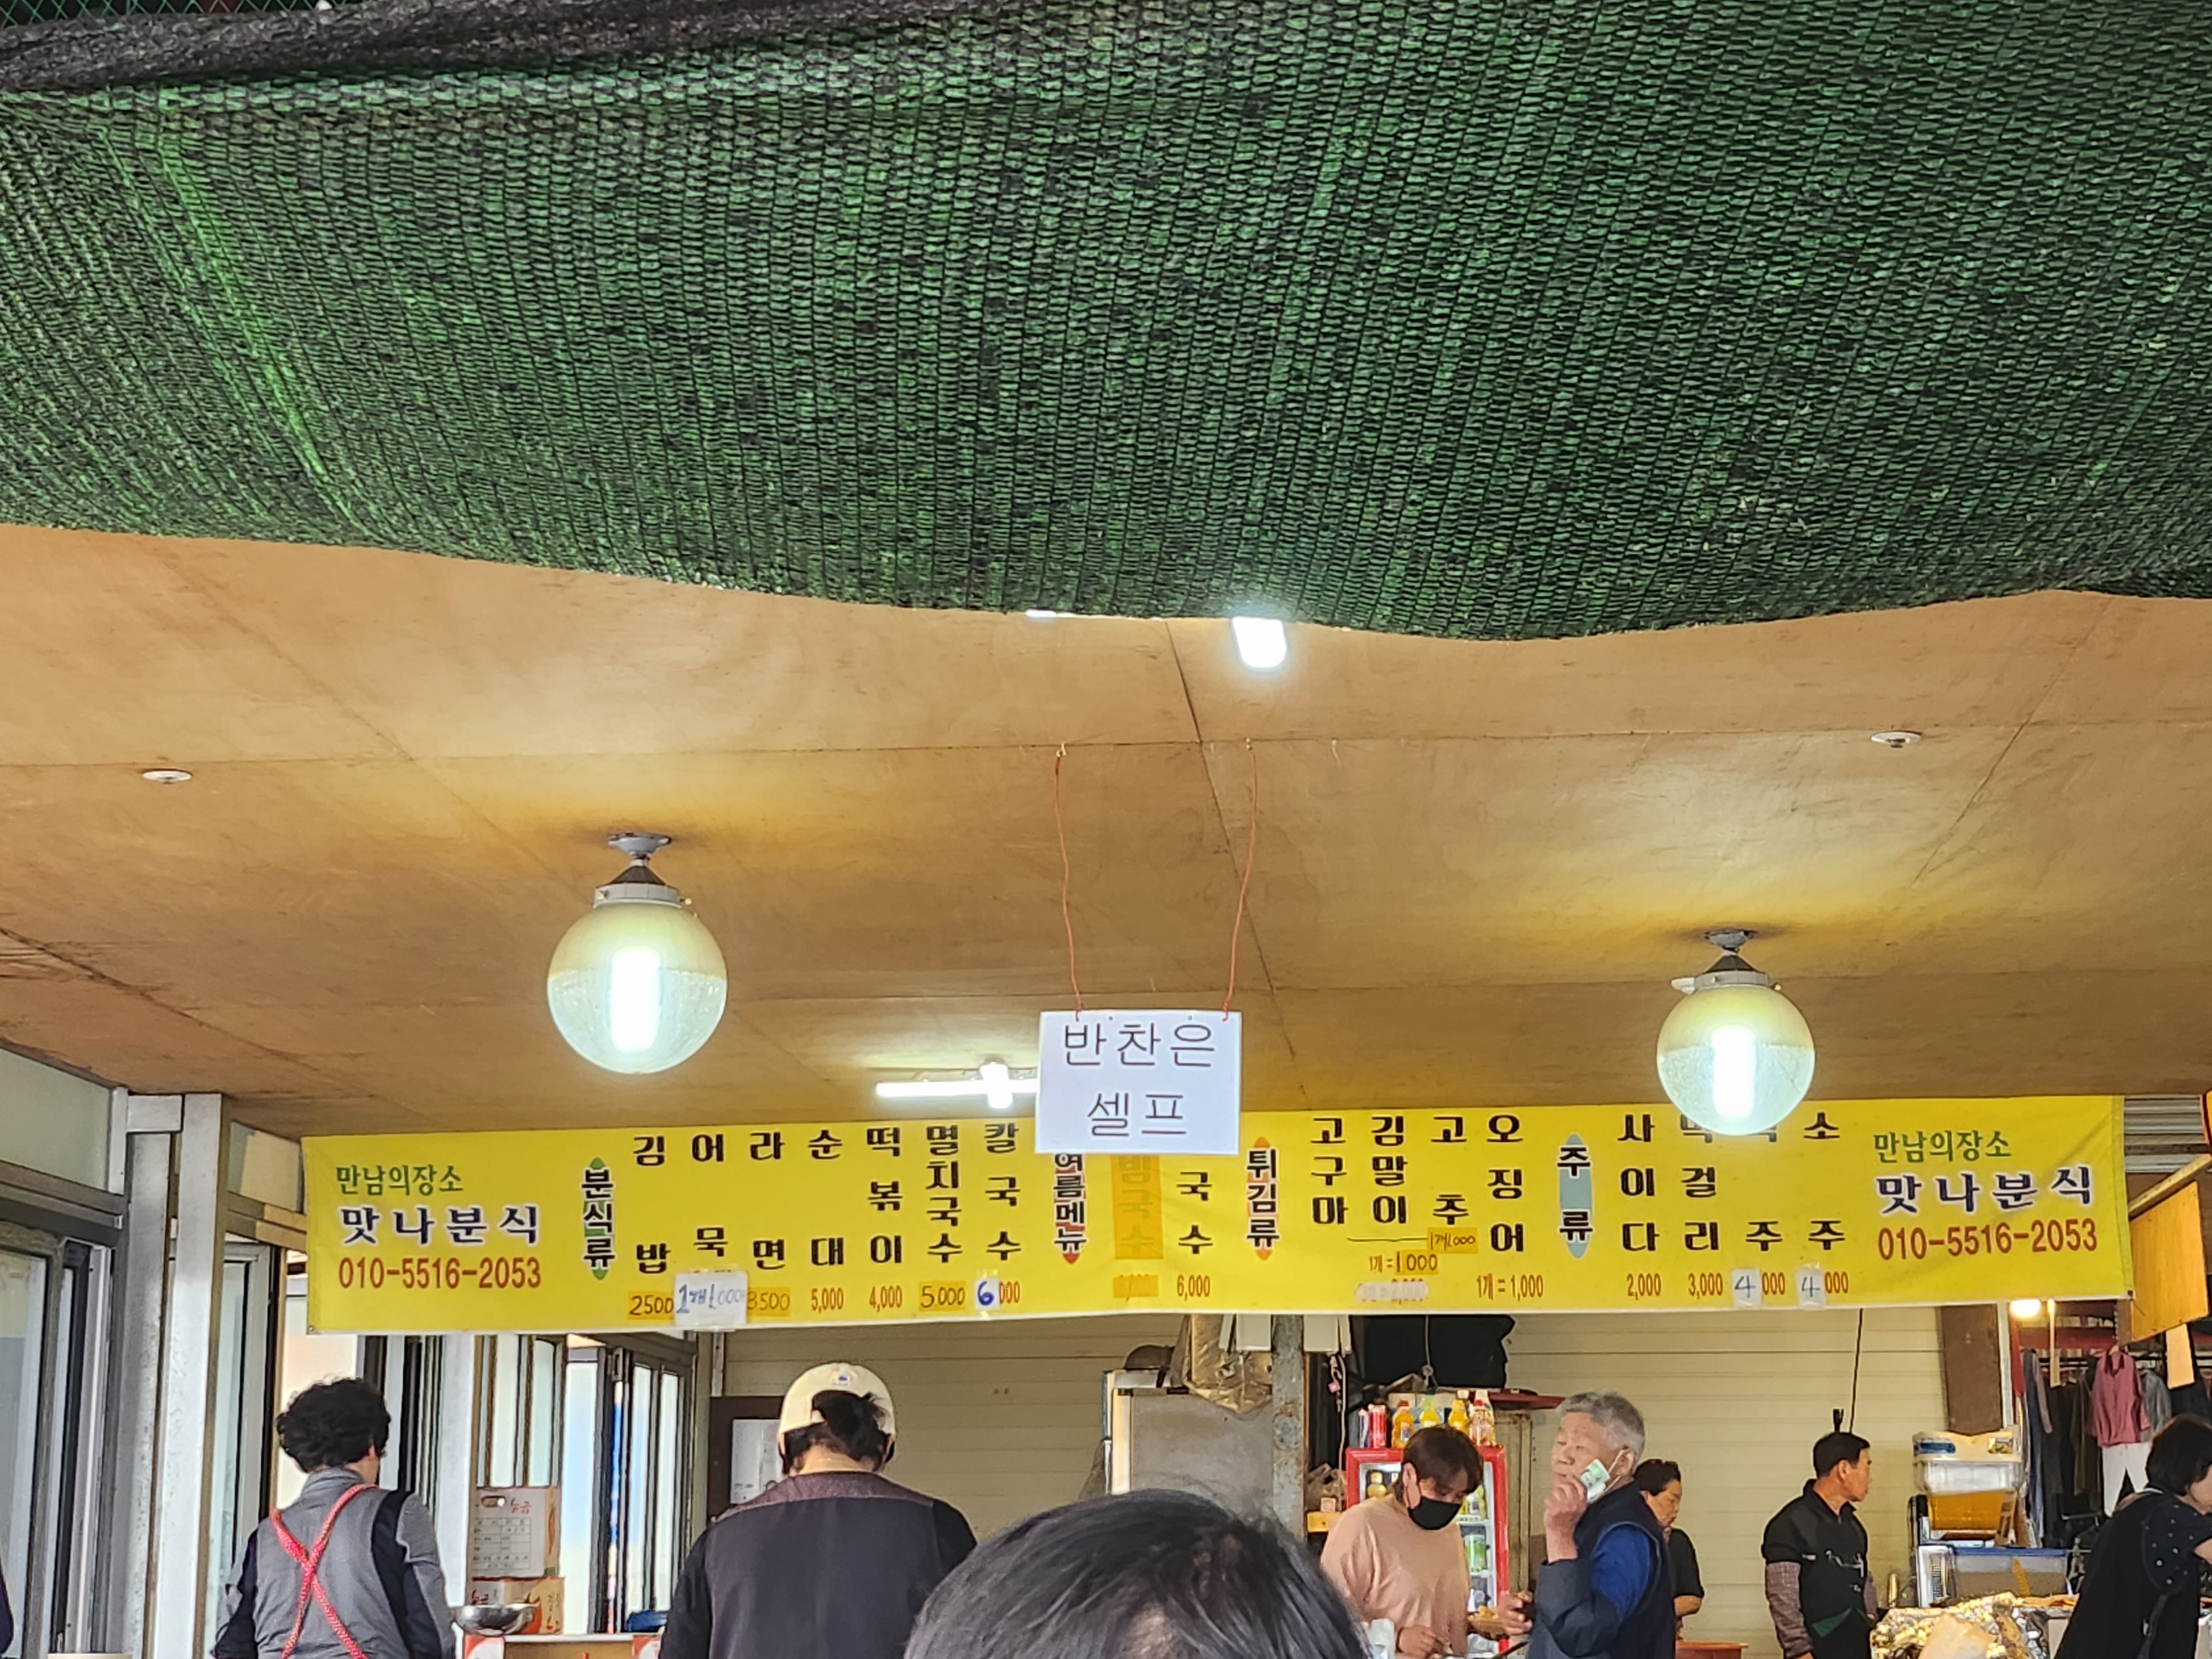 반찬은
셀프
만남의장소
맛나분식
010-5516-2053
분식류
김밥 2500
어묵
라면 3500
순대 5,000
떡볶이 4,000
멸치국수 5,000
칼국수 6,000
여름메뉴
국수 6,000
튀김류
고구마
김말이
고추
1개=1000
오징어 1개=1,000
주류
사이다 2,000
막걸리 3,000
주 4,000
소주 4,000
만남의장소
맛나분식
010-5516-2053